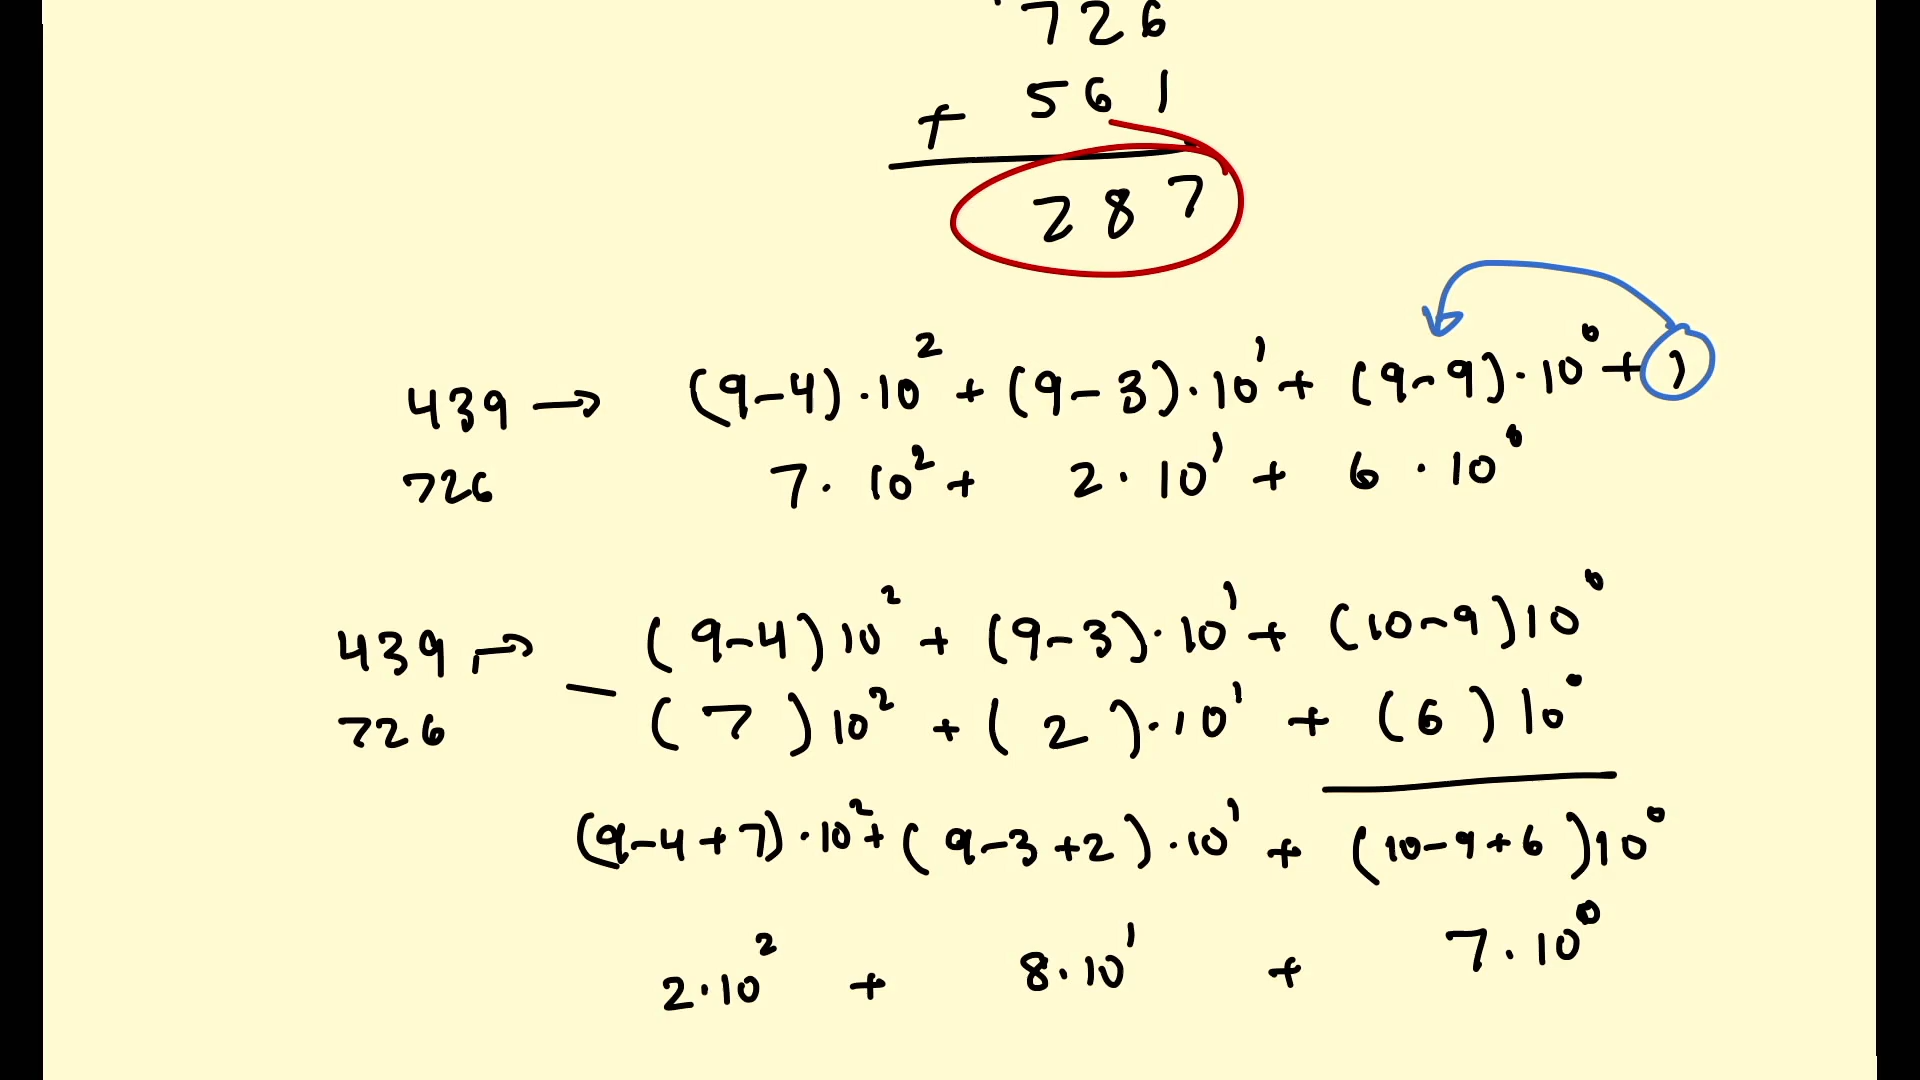 726
+ 561
287
439 → (9-4)·10² + (9-3)·10¹ + (9-9)·10⁰ + 1
726 7·10² + 2·10¹ + 6·10⁰
439 → (9-4)10² + (9-3)·10¹ + (10-9)10⁰
726 — (7)10² + (2)·10¹ + (6)10⁰
(9-4+7)·10² + (9-3+2)·10¹ + (10-9+6)10⁰
2·10² + 8·10¹ + 7·10⁰